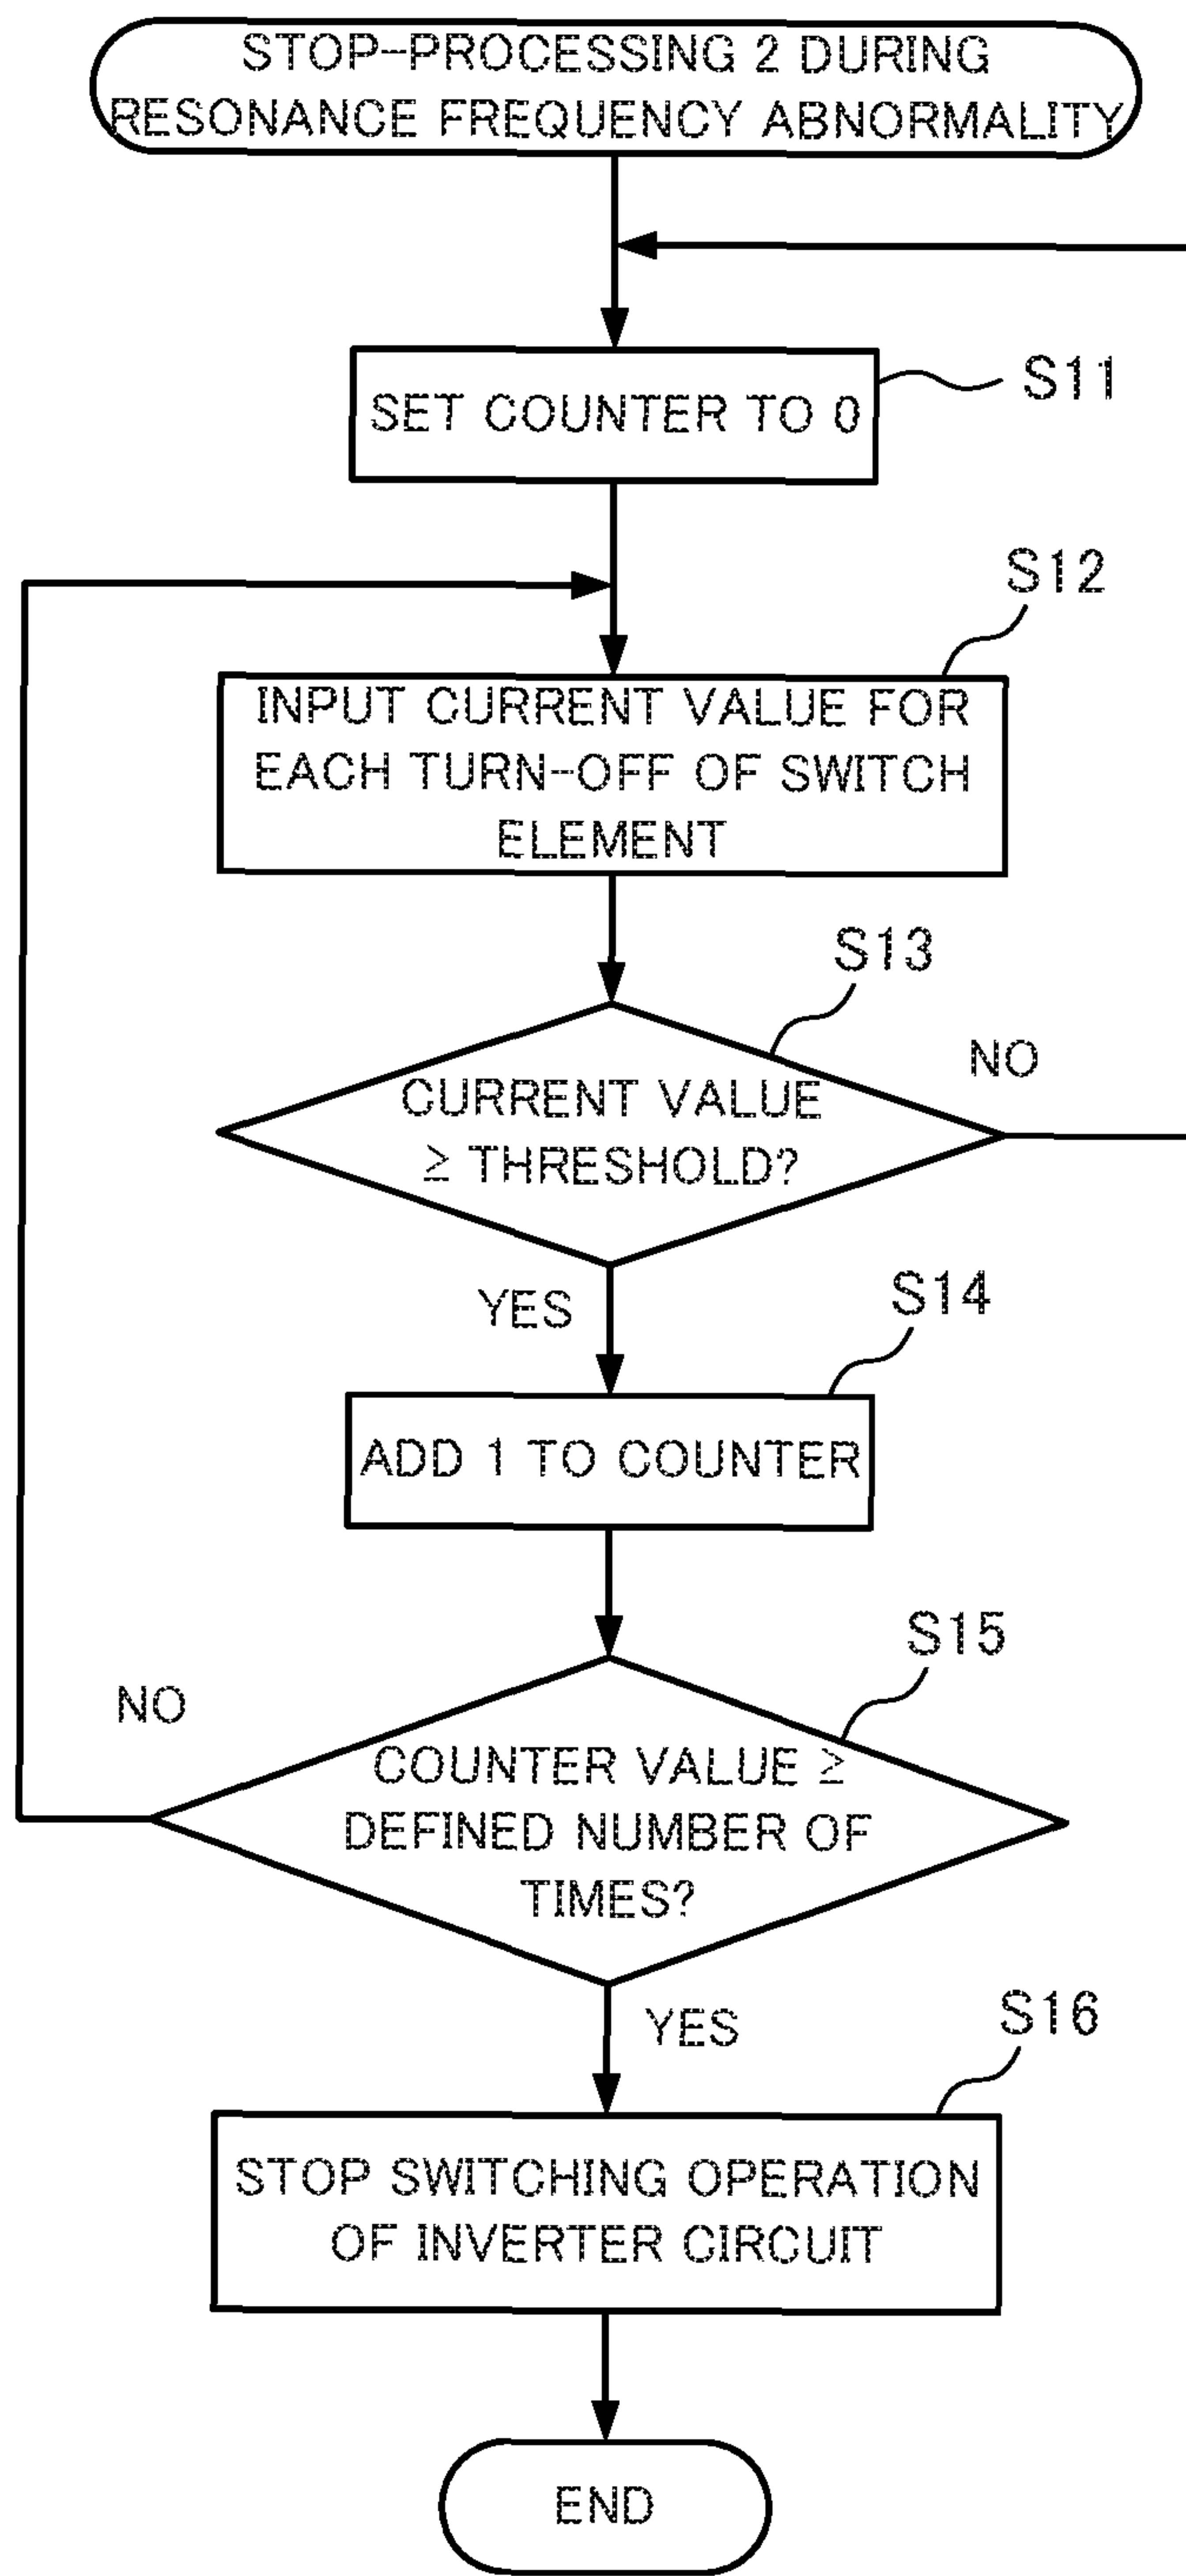 STOP-PROCESSING 2 DURING
RESONANCE FREQUENCY ABNORMALITY
S11
SET COUNTER TO 0
S12
INPUT CURRENT VALUE FOR
EACH TURN-OFF OF SWITCH
ELEMENT
S13
NO
CURRENT VALUE
≥ THRESHOLD?
YES
S14
ADD 1 TO COUNTER
S15
NO
COUNTER VALUE ≥
DEFINED NUMBER OF
TIMES?
YES
S16
STOP SWITCHING OPERATION
OF INVERTER CIRCUIT
END